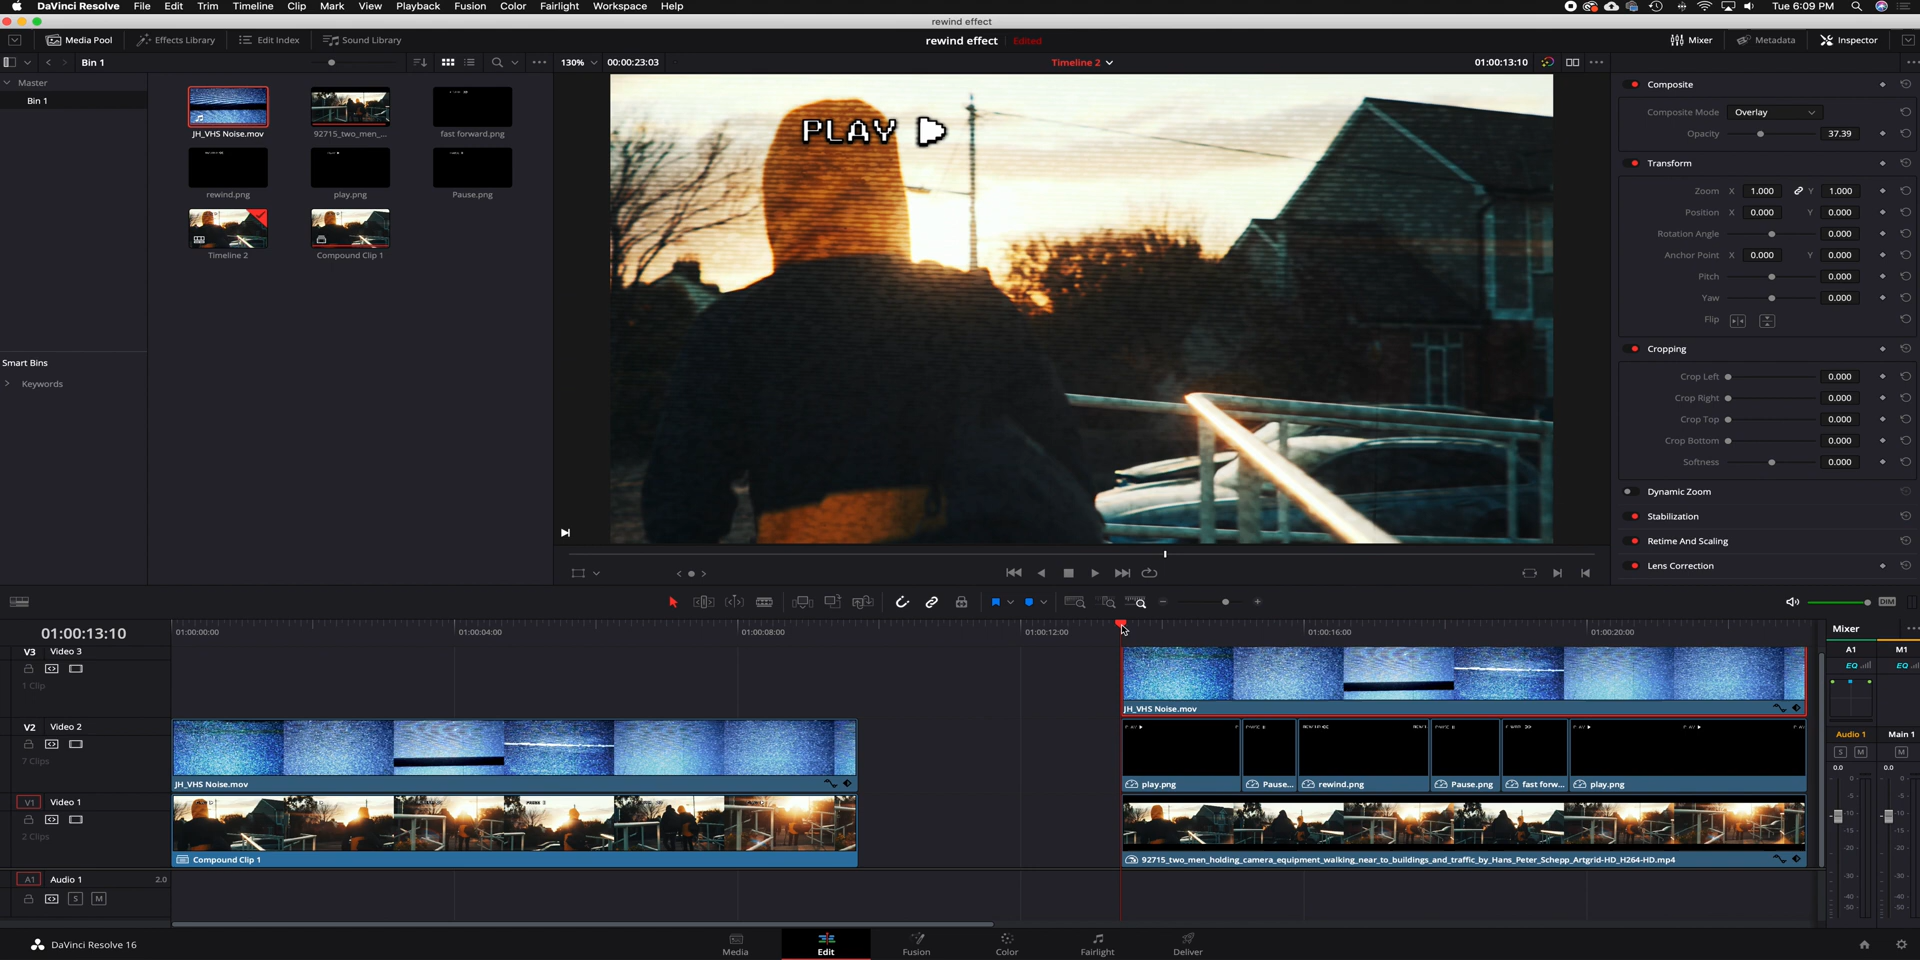 DaVinci Resolve File Edit Trim Timeline Clip Mark View Playback Fusion Color Fairlight Workspace Help
Tue 6:09 PM
rewind effect
Media Pool Effects Library Edit Index Sound Library
rewind effect Edited
Mixer Metadata Inspector
Bin 1
130% 00:00:23:03
Timeline 2
01:00:13:10
Master
Bin 1
JH_VHS Noise.mov
92715_two_men_...
fast forward.png
rewind.png
play.png
Pause.png
Timeline 2
Compound Clip 1
Smart Bins
Keywords
PLAY
Composite
Composite Mode Overlay
Opacity 37.39
Transform
Zoom X 1.000 Y 1.000
Position X 0.000 Y 0.000
Rotation Angle 0.000
Anchor Point X 0.000 Y 0.000
Pitch 0.000
Yaw 0.000
Flip
Cropping
Crop Left 0.000
Crop Right 0.000
Crop Top 0.000
Crop Bottom 0.000
Softness 0.000
Dynamic Zoom
Stabilization
Retime And Scaling
Lens Correction
DIM
01:00:13:10
01:00:00:00 01:00:04:00 01:00:08:00 01:00:12:00 01:00:16:00 01:00:20:00
V3 Video 3
1 Clip
JH_VHS Noise.mov
V2 Video 2
7 Clips
JH_VHS Noise.mov
play.png Pause... rewind.png Pause.png fast forw... play.png
V1 Video 1
2 Clips
Compound Clip 1
92715_two_men_holding_camera_equipment_walking_near_to_buildings_and_traffic_by_Hans_Peter_Schepp_Artgrid-HD_H264-HD.mp4
A1 Audio 1 2.0
S M
Mixer
A1 M1
EQ EQ
Audio 1 Main 1
S M M
0.0 0.0
DaVinci Resolve 16
Media Edit Fusion Color Fairlight Deliver